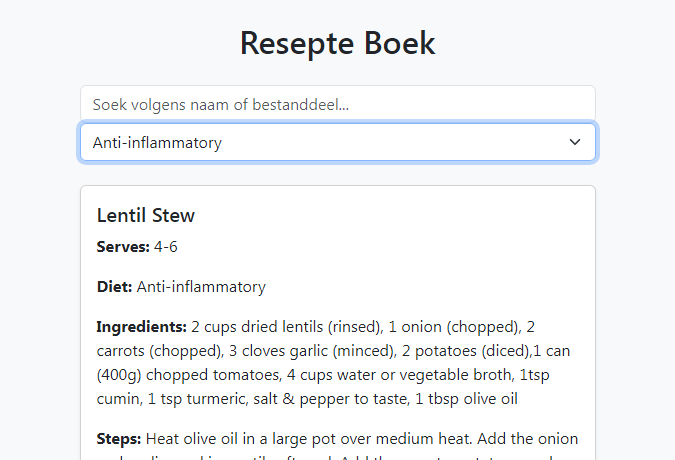 Resepte Boek
Soek volgens naam of bestanddeel...
Anti-inflammatory
Lentil Stew
Serves: 4-6
Diet: Anti-inflammatory
Ingredients: 2 cups dried lentils (rinsed), 1 onion (chopped), 2
carrots (chopped), 3 cloves garlic (minced), 2 potatoes (diced),1 can
(400g) chopped tomatoes, 4 cups water or vegetable broth, 1tsp
cumin, 1 tsp turmeric, salt & pepper to taste, 1 tbsp olive oil
Steps: Heat olive oil in a large pot over medium heat. Add the onion